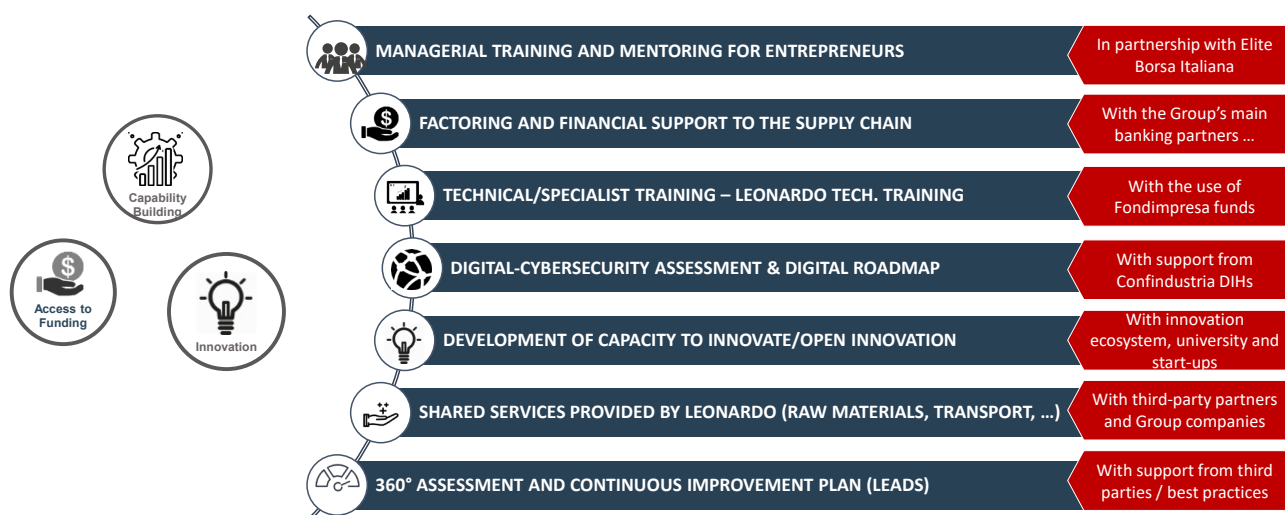 MANAGERIAL TRAINING AND MENTORING FOR ENTREPRENEURS
In partnership with Elite
Borsa Italiana
FACTORING AND FINANCIAL SUPPORT TO THE SUPPLY CHAIN
With the Group's main
banking partners …
Capability
Building
TECHNICAL/SPECIALIST TRAINING – LEONARDO TECH. TRAINING
With the use of
Fondimpresa funds
Access to
Funding
Innovation
DIGITAL-CYBERSECURITY ASSESSMENT & DIGITAL ROADMAP
With support from
Confindustria DIHs
DEVELOPMENT OF CAPACITY TO INNOVATE/OPEN INNOVATION
With innovation
ecosystem, university and
start-ups
SHARED SERVICES PROVIDED BY LEONARDO (RAW MATERIALS, TRANSPORT, …)
With third-party partners
and Group companies
360° ASSESSMENT AND CONTINUOUS IMPROVEMENT PLAN (LEADS)
With support from third
parties / best practices